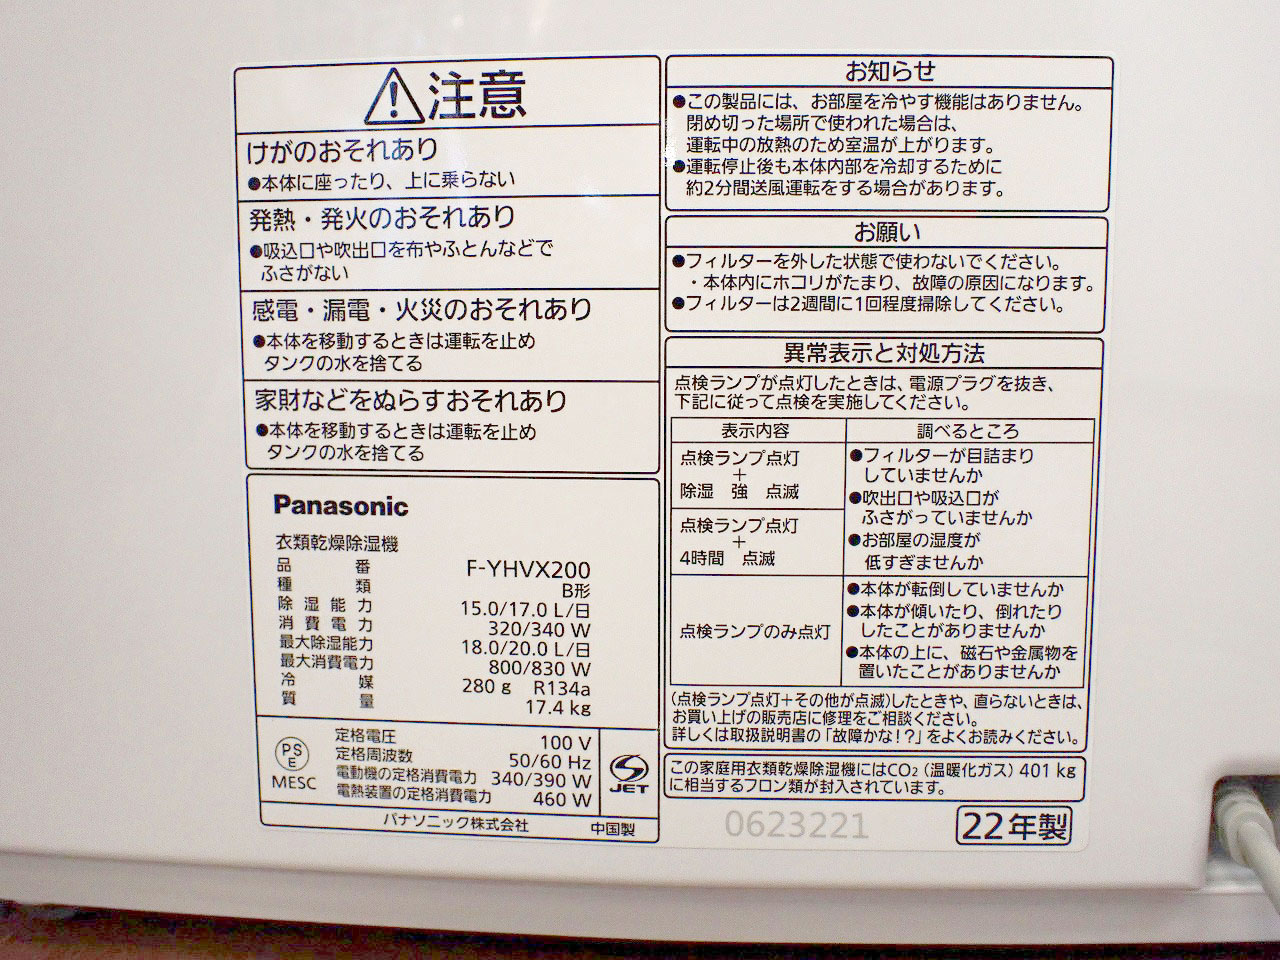 注意
けがのおそれあり
●本体に座ったり、上に乗らない
発熱・発火のおそれあり
●吸込口や吹出口を布やふとんなどで
ふさがない
感電・漏電・火災のおそれあり
●本体を移動するときは運転を止め
タンクの水を捨てる
家財などをぬらすおそれあり
●本体を移動するときは運転を止め
タンクの水を捨てる
Panasonic
衣類乾燥除湿機
品番 F-YHVX200
種類 B形
除湿能力 15.0/17.0 L/日
消費電力 320/340 W
最大除湿能力 18.0/20.0 L/日
最大消費電力 800/830 W
冷媒 280 g R134a
質量 17.4 kg
PSE
MESC
定格電圧 100 V
定格周波数 50/60 Hz
電動機の定格消費電力 340/390 W
電熱装置の定格消費電力 460 W
JET
パナソニック株式会社 中国製
お知らせ
●この製品には、お部屋を冷やす機能はありません。
閉め切った場所で使われた場合は、
運転中の放熱のため室温が上がります。
●運転停止後も本体内部を冷却するために
約2分間送風運転をする場合があります。
お願い
●フィルターを外した状態で使わないでください。
・本体内にホコリがたまり、故障の原因になります。
●フィルターは2週間に1回程度掃除してください。
異常表示と対処方法
点検ランプが点灯したときは、電源プラグを抜き、
下記に従って点検を実施してください。
表示内容 調べるところ
点検ランプ点灯
+
除湿 強 点滅
点検ランプ点灯
+
4時間 点滅
●フィルターが目詰まり
していませんか
●吹出口や吸込口が
ふさがっていませんか
●お部屋の湿度が
低すぎませんか
点検ランプのみ点灯
●本体が転倒していませんか
●本体が傾いたり、倒れたり
したことがありませんか
●本体の上に、磁石や金属物を
置いたことがありませんか
(点検ランプ点灯+その他が点滅)したときや、直らないときは、
お買い上げの販売店に修理をご相談ください。
詳しくは取扱説明書の「故障かな!?」をよくお読みください。
この家庭用衣類乾燥除湿機にはCO₂(温暖化ガス)401 kg
に相当するフロン類が封入されています。
0623221
22年製